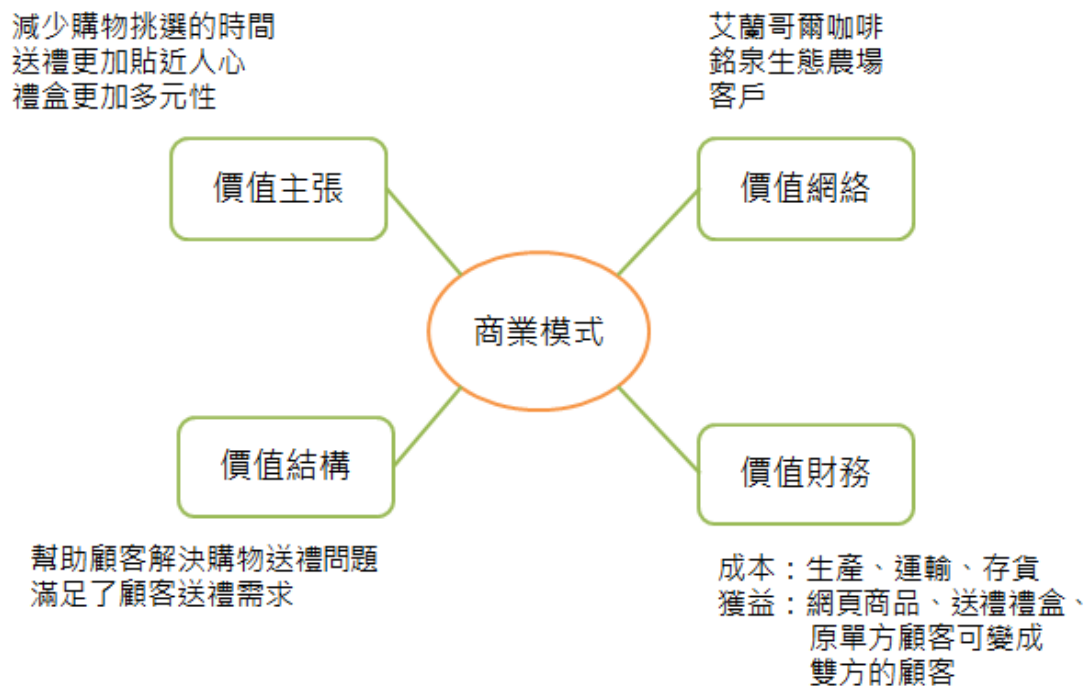 減少購物挑選的時間
送禮更加貼近人心
禮盒更加多元性
艾蘭哥爾咖啡
銘泉生態農場
客戶
價值主張
價值網絡
商業模式
價值結構
價值財務
幫助顧客解決購物送禮問題
滿足了顧客送禮需求
成本：生產、運輸、存貨
獲益：網頁商品、送禮禮盒、
原單方顧客可變成
雙方的顧客